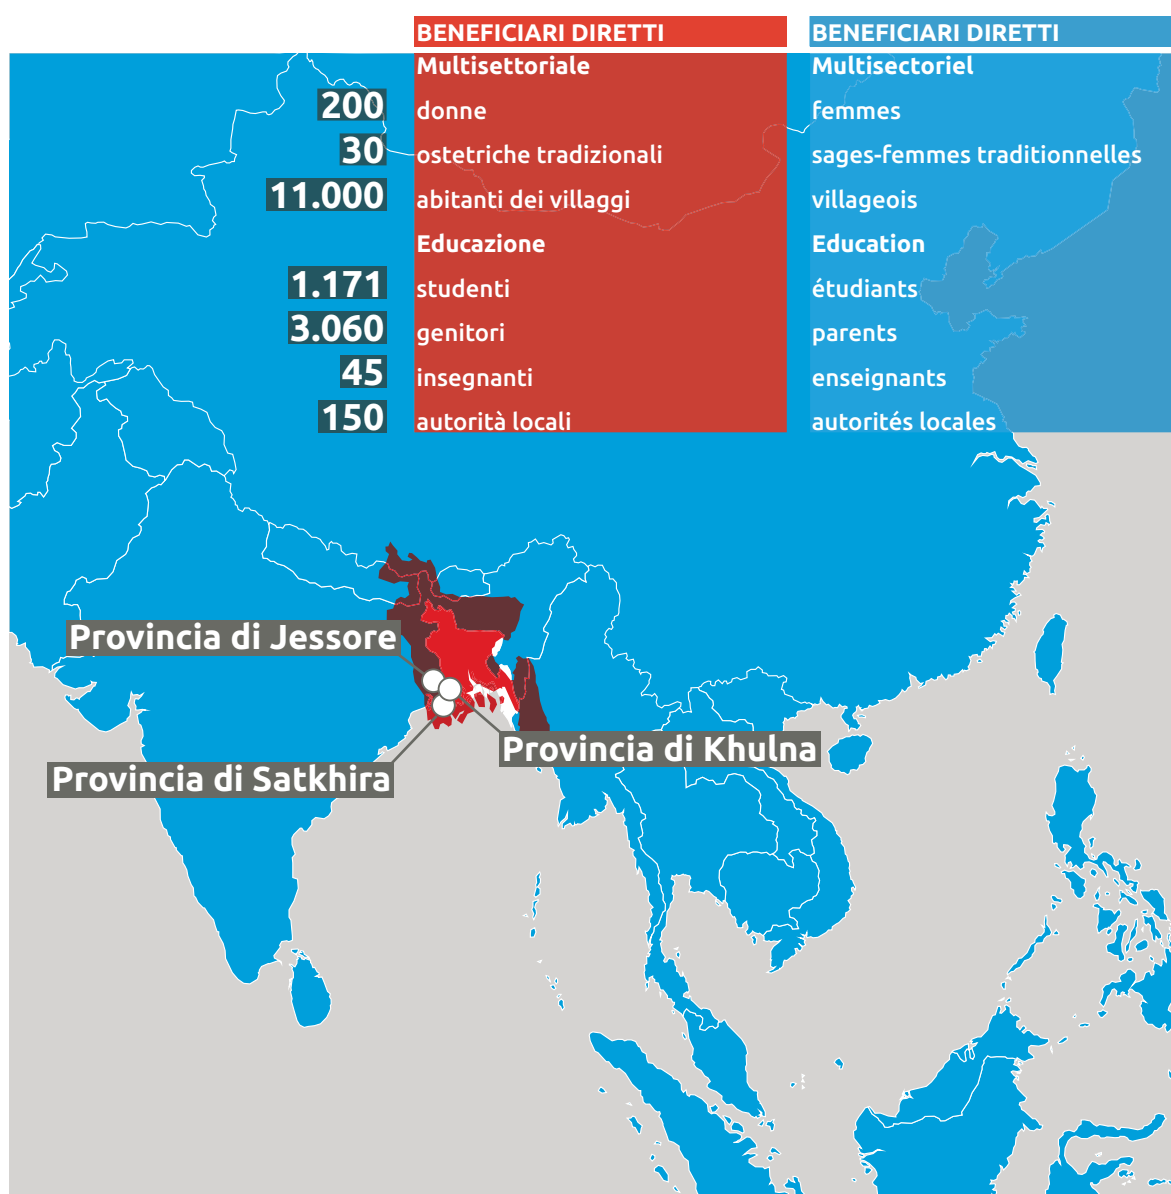 BENEFICIARI DIRETTI BENEFICIARI DIRETTI
Multisettoriale Multisectoriel
200 donne femmes
30 ostetriche tradizionali sages-femmes traditionnelles
11.000 abitanti dei villaggi villageois
Educazione Education
1.171 studenti étudiants
3.060 genitori parents
45 insegnanti enseignants
150 autorità locali autorités locales
Provincia di Jessore
Provincia di Khulna
Provincia di Satkhira